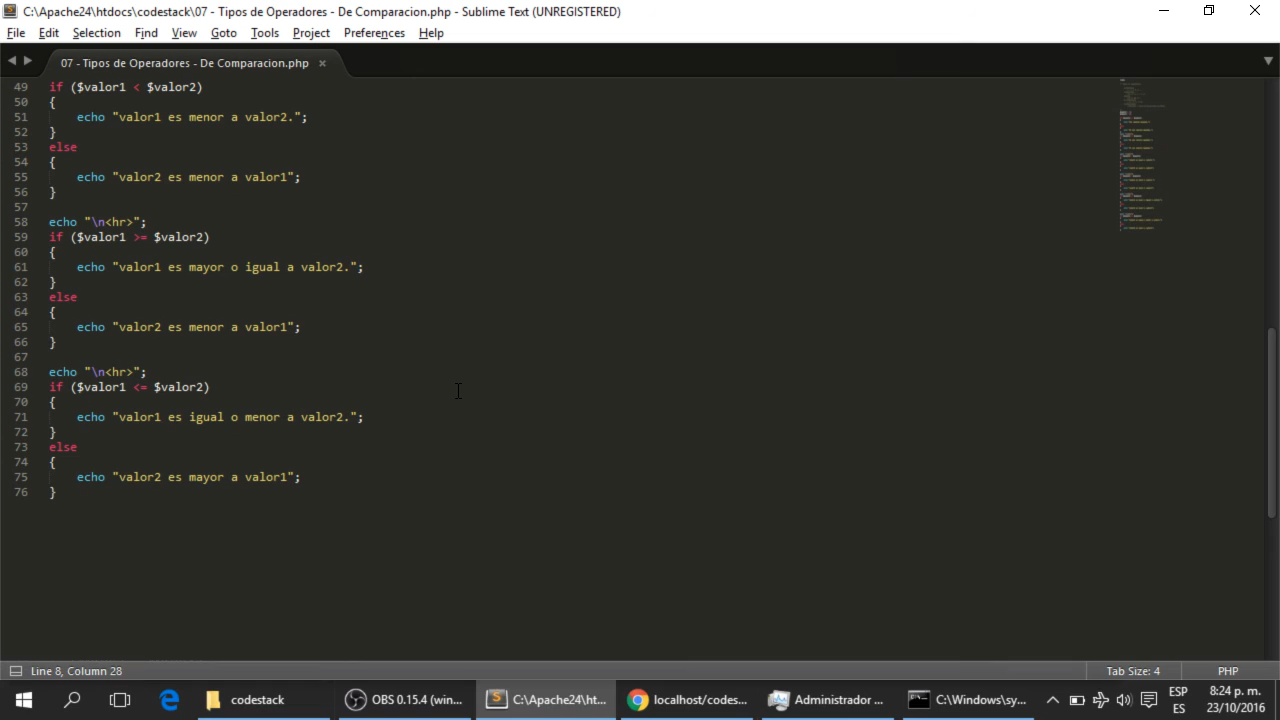 C:\Apache24\htdocs\codestack\07 - Tipos de Operadores - De Comparacion.php - Sublime Text (UNREGISTERED)
File Edit Selection Find View Goto Tools Project Preferences Help
07 - Tipos de Operadores - De Comparacion.php ×
49 if ($valor1 < $valor2)
50 {
51 echo "valor1 es menor a valor2.";
52 }
53 else
54 {
55 echo "valor2 es menor a valor1";
56 }
57
58 echo "\n<hr>";
59 if ($valor1 >= $valor2)
60 {
61 echo "valor1 es mayor o igual a valor2.";
62 }
63 else
64 {
65 echo "valor2 es menor a valor1";
66 }
67
68 echo "\n<hr>";
69 if ($valor1 <= $valor2)
70 {
71 echo "valor1 es igual o menor a valor2.";
72 }
73 else
74 {
75 echo "valor2 es mayor a valor1";
76 }
Line 8, Column 28 Tab Size: 4 PHP
codestack OBS 0.15.4 (win... C:\Apache24\ht... localhost/codes... Administrador ... C:\Windows\sy... ESP 8:24 p. m.
ES 23/10/2016